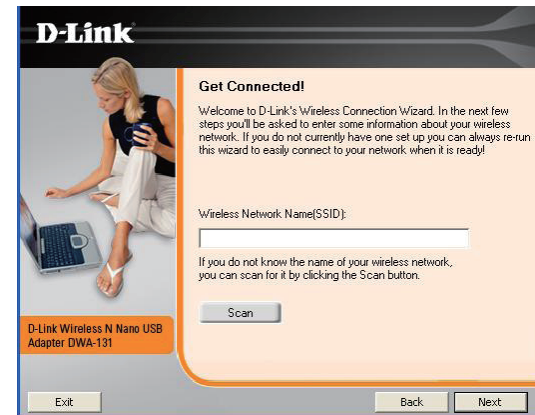 D-Link
Get Connected!
Welcome to D-Link's Wireless Connection Wizard. In the next few
steps you'll be asked to enter some information about your wireless
network. If you do not currently have one set up you can always re-run
this wizard to easily connect to your network when it is ready!
Wireless Network Name(SSID):
If you do not know the name of your wireless network,
you can scan for it by clicking the Scan button.
Scan
D-Link Wireless N Nano USB
Adapter DWA-131
Exit
Back
Next